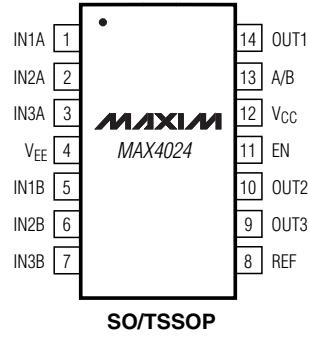 IN1A 1 14 OUT1
IN2A 2 13 A/B
IN3A 3 MAXIM 12 VCC
VEE 4 MAX4024 11 EN
IN1B 5 10 OUT2
IN2B 6 9 OUT3
IN3B 7 8 REF
SO/TSSOP